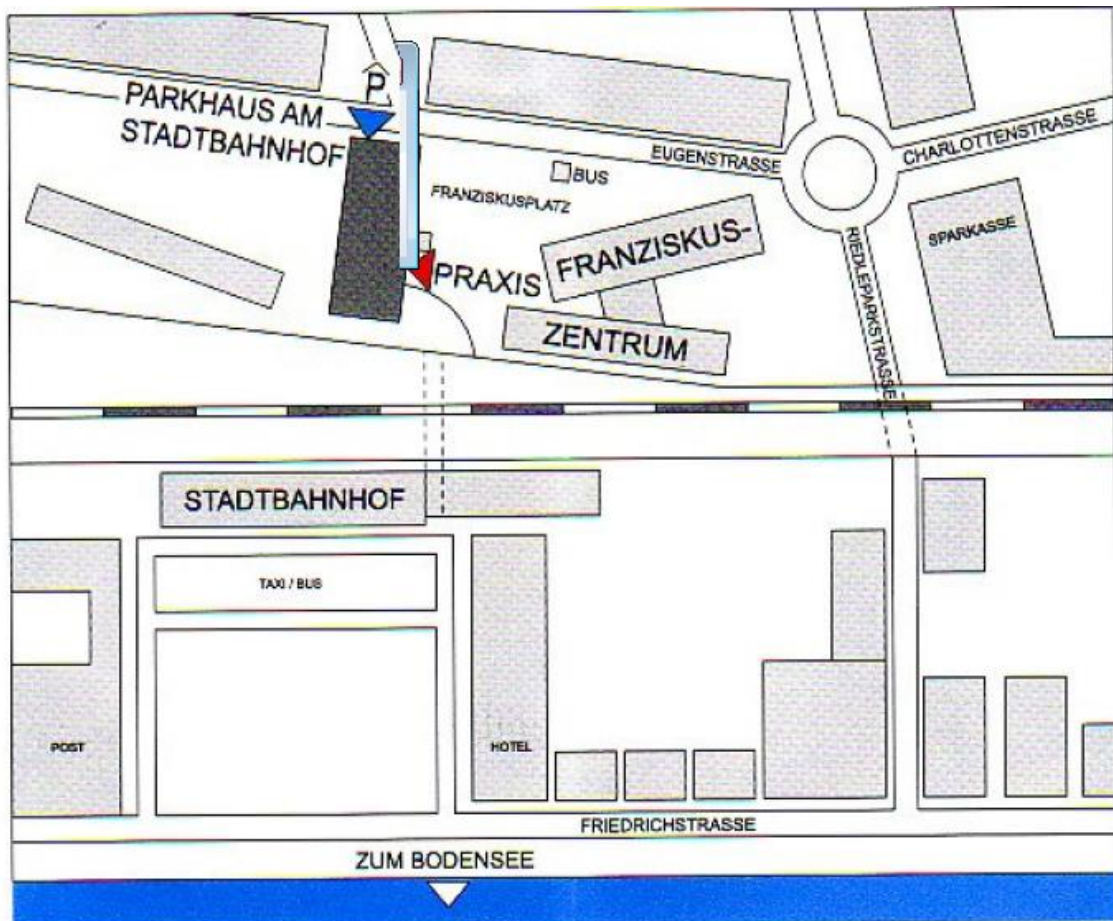 P
PARKHAUS AM
STADTBAHNHOF
EUGENSTRASSE
CHARLOTTENSTRASSE
BUS
FRANZISKUSPLATZ
FRANZISKUS-
ZENTRUM
PRAXIS
RIEDLEPARKSTRASSE
SPARKASSE
STADTBAHNHOF
TAXI / BUS
POST
HOTEL
FRIEDRICHSTRASSE
ZUM BODENSEE